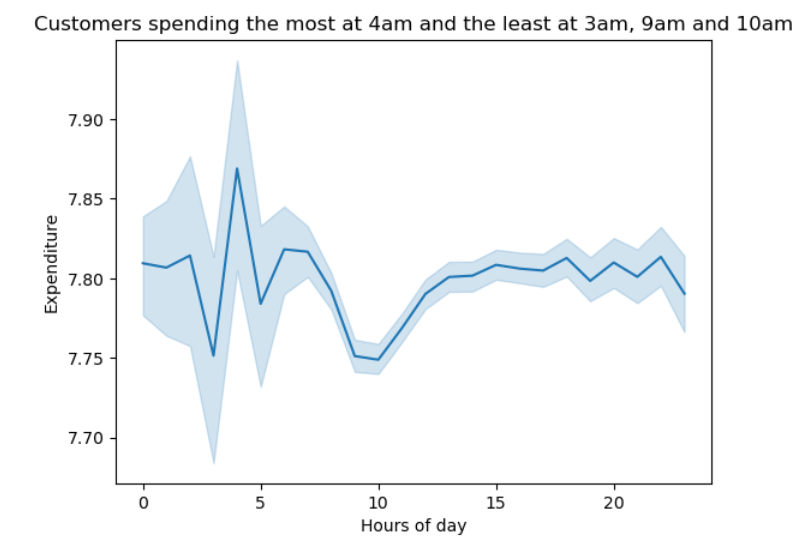 Customers spending the most at 4am and the least at 3am, 9am and 10am
7.90
7.85
7.80
7.75
7.70
Expenditure
0 5 10 15 20
Hours of day